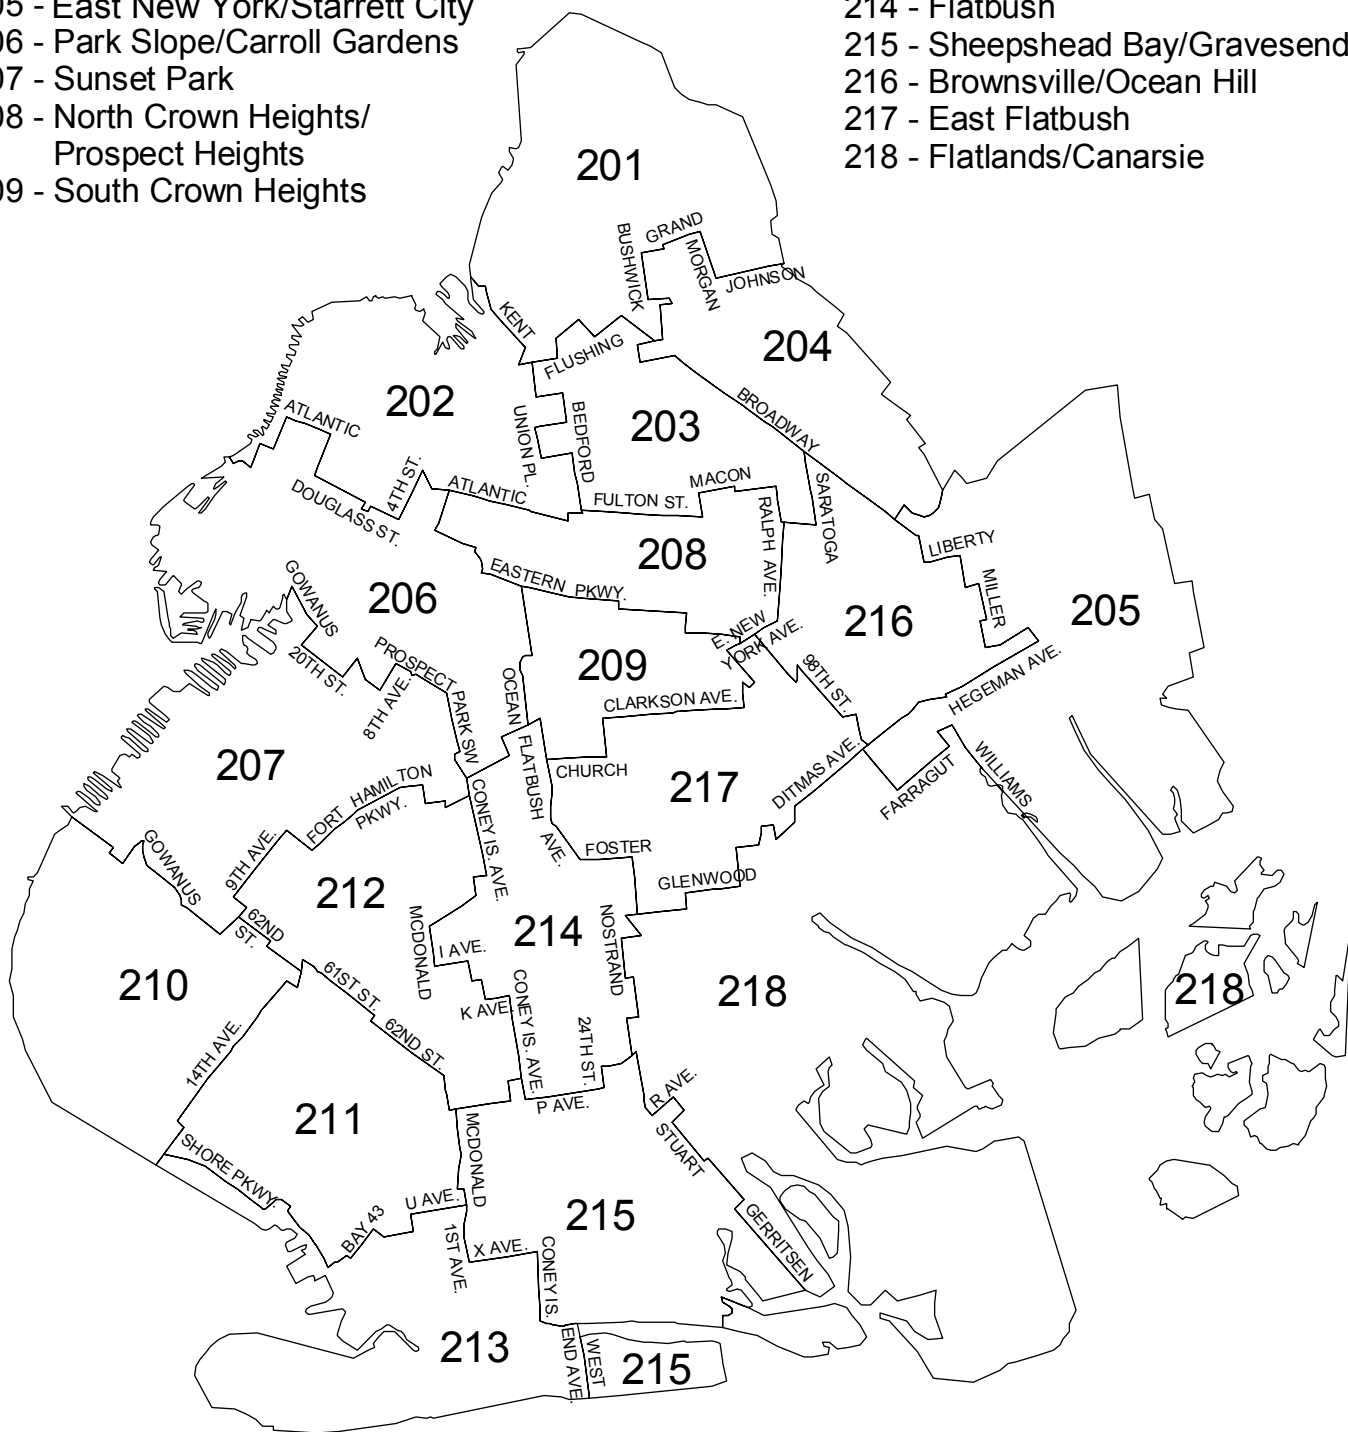 05 - East New York/Starrett City
06 - Park Slope/Carroll Gardens
07 - Sunset Park
08 - North Crown Heights/
Prospect Heights
09 - South Crown Heights
214 - Flatbush
215 - Sheepshead Bay/Gravesend
216 - Brownsville/Ocean Hill
217 - East Flatbush
218 - Flatlands/Canarsie
201
GRAND
BUSHWICK
MORGAN
JOHNSON
KENT
FLUSHING
204
202
ATLANTIC
UNION PL.
BEDFORD
203
BROADWAY
4TH ST.
ATLANTIC
DOUGLASS ST.
FULTON ST.
MACON
RALPH AVE.
SARATOGA
208
LIBERTY
MILLER
EASTERN PKWY.
GOWANUS
206
20TH ST.
PROSPECT
PARK SW
8TH AVE.
OCEAN
209
E. NEW
YORK AVE.
216
205
98TH ST.
HEGEMAN AVE.
CLARKSON AVE.
207
FLATBUSH
AVE.
CHURCH
217
DITMAS AVE.
FARRAGUT
WILLIAMS
FORT HAMILTON
PKWY.
CONEY IS. AVE.
9TH AVE.
GOWANUS
FOSTER
GLENWOOD
212
62ND
ST.
MCDONALD
I AVE.
214
NOSTRAND
210
61ST ST.
K AVE.
CONEY IS. AVE.
218
218
14TH AVE.
62ND ST.
24TH ST.
P AVE.
R AVE.
211
MCDONALD
STUART
SHORE PKWY.
U AVE.
BAY 43
1ST AVE.
215
X AVE.
CONEY IS.
GERRITSEN
213
END AVE.
WEST
215